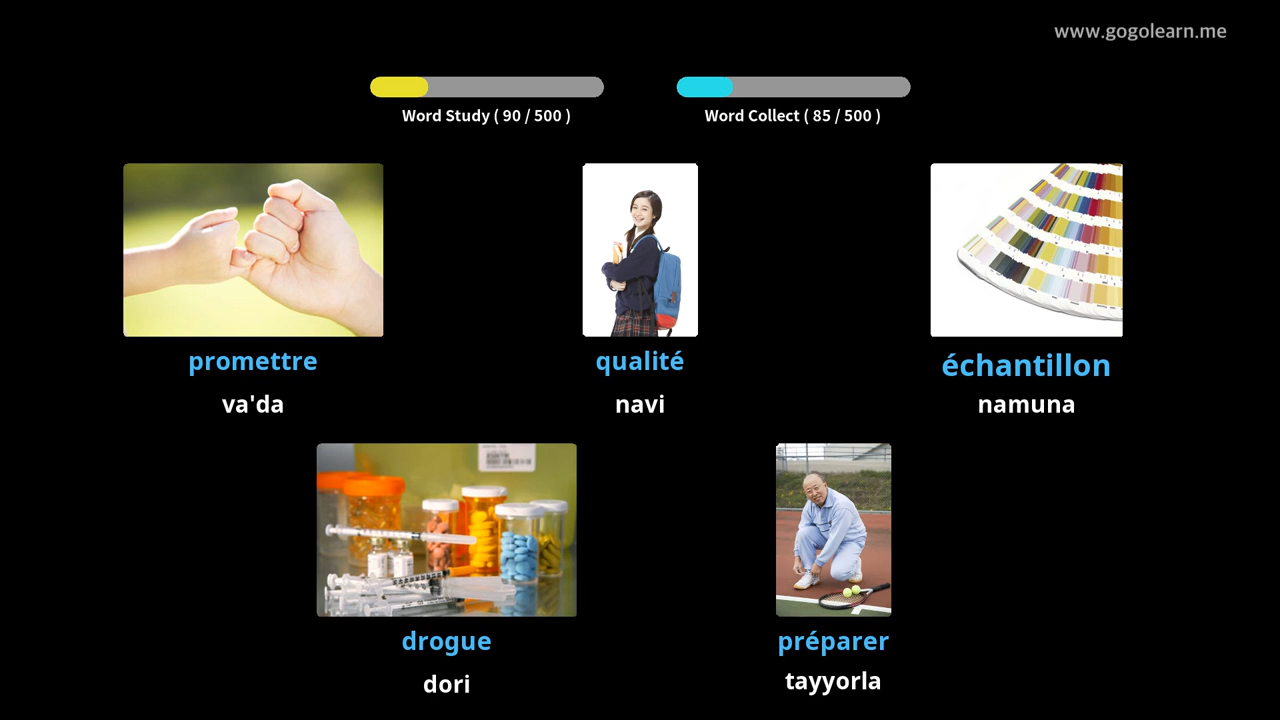 www.gogolearn.me
Word Study ( 90 / 500 )
Word Collect ( 85 / 500 )
promettre
va'da
qualité
navi
échantillon
namuna
drogue
dori
préparer
tayyorla